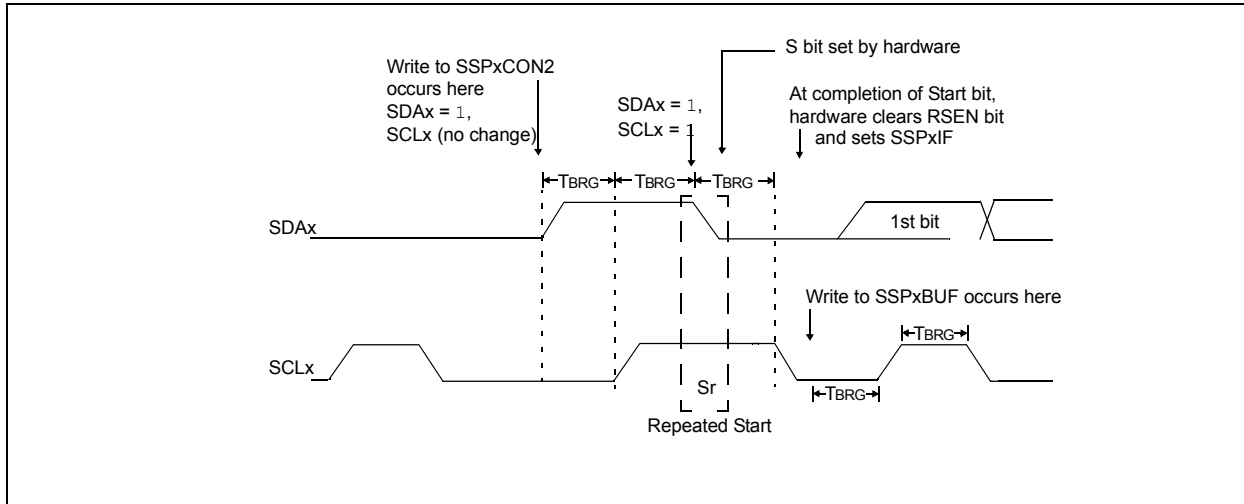 S bit set by hardware
Write to SSPxCON2
occurs here
SDAx = 1,
SCLx (no change)
SDAx = 1,
SCLx = 1
At completion of Start bit,
hardware clears RSEN bit
and sets SSPxIF
TBRG TBRG TBRG
SDAx
1st bit
Write to SSPxBUF occurs here
TBRG
SCLx
Sr
TBRG
Repeated Start